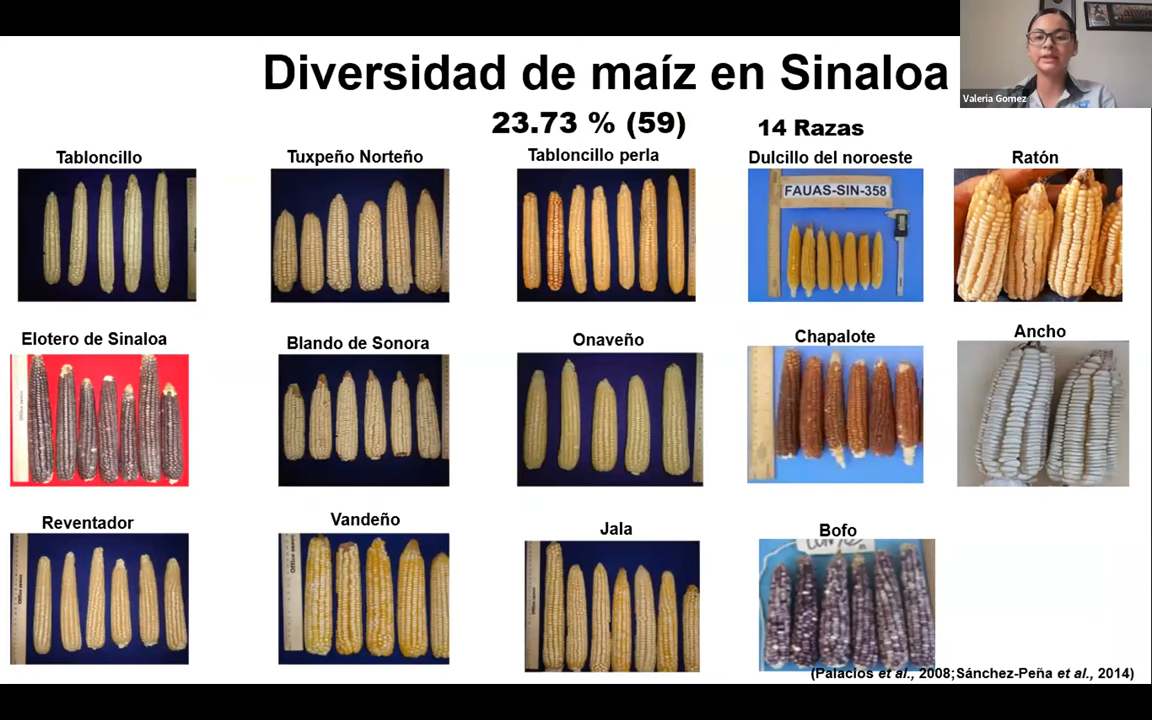 Diversidad de maíz en Sinaloa
Valeria Gomez
23.73 % (59)
14 Razas
Tabloncillo
Tuxpeño Norteño
Tabloncillo perla
Dulcillo del noroeste
Ratón
FAUAS-SIN-358
Elotero de Sinaloa
Blando de Sonora
Onaveño
Chapalote
Ancho
Reventador
Vandeño
Jala
Bofo
(Palacios et al., 2008;Sánchez-Peña et al., 2014)